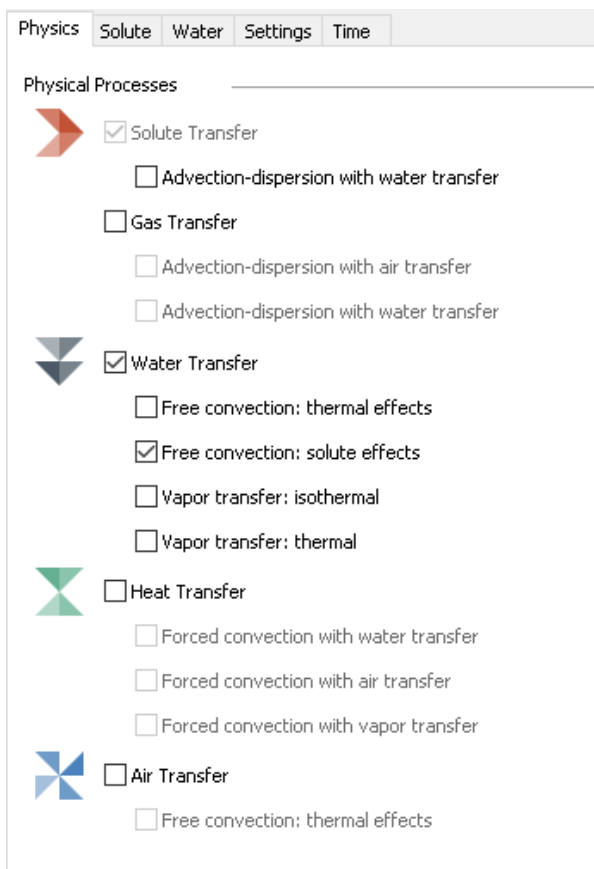 Physics Solute Water Settings Time
Physical Processes
Solute Transfer
Advection-dispersion with water transfer
Gas Transfer
Advection-dispersion with air transfer
Advection-dispersion with water transfer
Water Transfer
Free convection: thermal effects
Free convection: solute effects
Vapor transfer: isothermal
Vapor transfer: thermal
Heat Transfer
Forced convection with water transfer
Forced convection with air transfer
Forced convection with vapor transfer
Air Transfer
Free convection: thermal effects